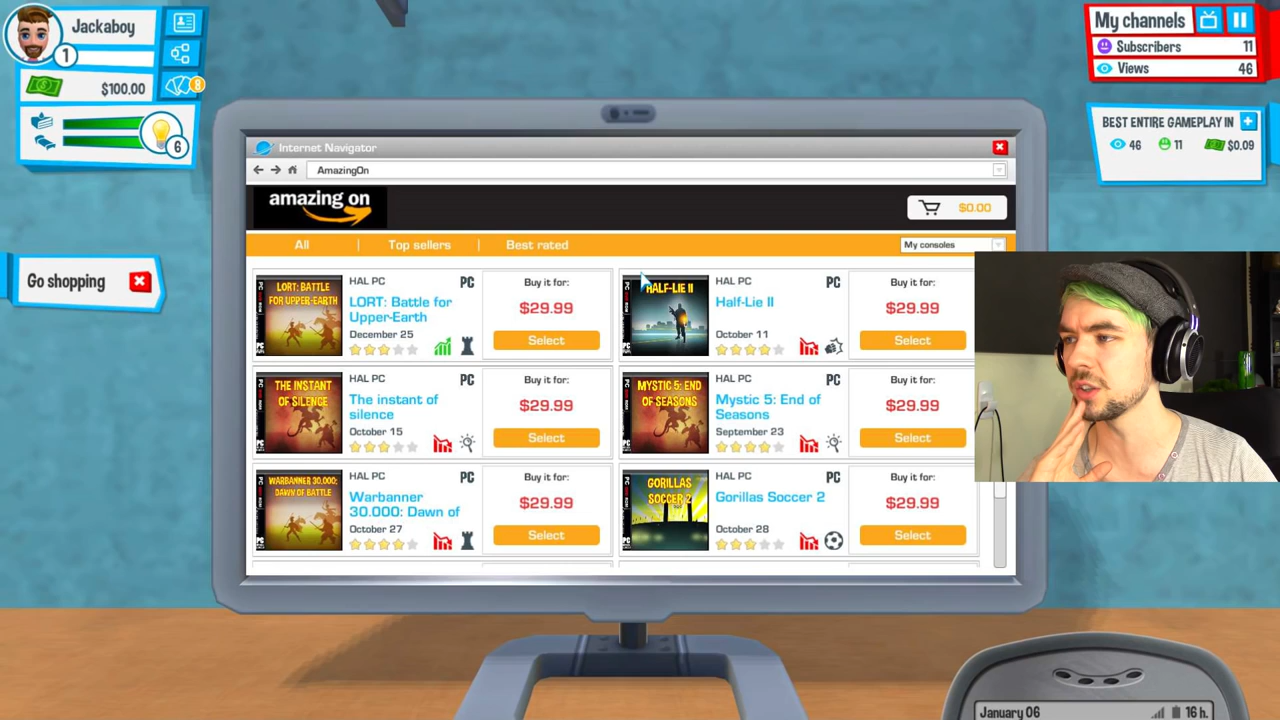 Jackaboy
1
$100.00
8
6
My channels
Subscribers 11
Views 46
BEST ENTIRE GAMEPLAY IN
46 11 $0.09
Go shopping
Internet Navigator
AmazingOn
amazing on
$0.00
All | Top sellers | Best rated
My consoles
LORT: BATTLE
FOR UPPER-EARTH
HAL PC PC
LORT: Battle for
Upper-Earth
December 25
Buy it for:
$29.99
Select
HALF-LIE II
HAL PC PC
Half-Lie II
October 11
Buy it for:
$29.99
Select
THE INSTANT
OF SILENCE
HAL PC PC
The instant of
silence
October 15
Buy it for:
$29.99
Select
MYSTIC 5: END
OF SEASONS
HAL PC PC
Mystic 5: End of
Seasons
September 23
Buy it for:
$29.99
Select
WARBANNER 30,000:
DAWN OF BATTLE
HAL PC PC
Warbanner
30.000: Dawn of
October 27
Buy it for:
$29.99
Select
GORILLAS
SOCCER 2
HAL PC PC
Gorillas Soccer 2
October 28
Buy it for:
$29.99
Select
January 06 16 h.